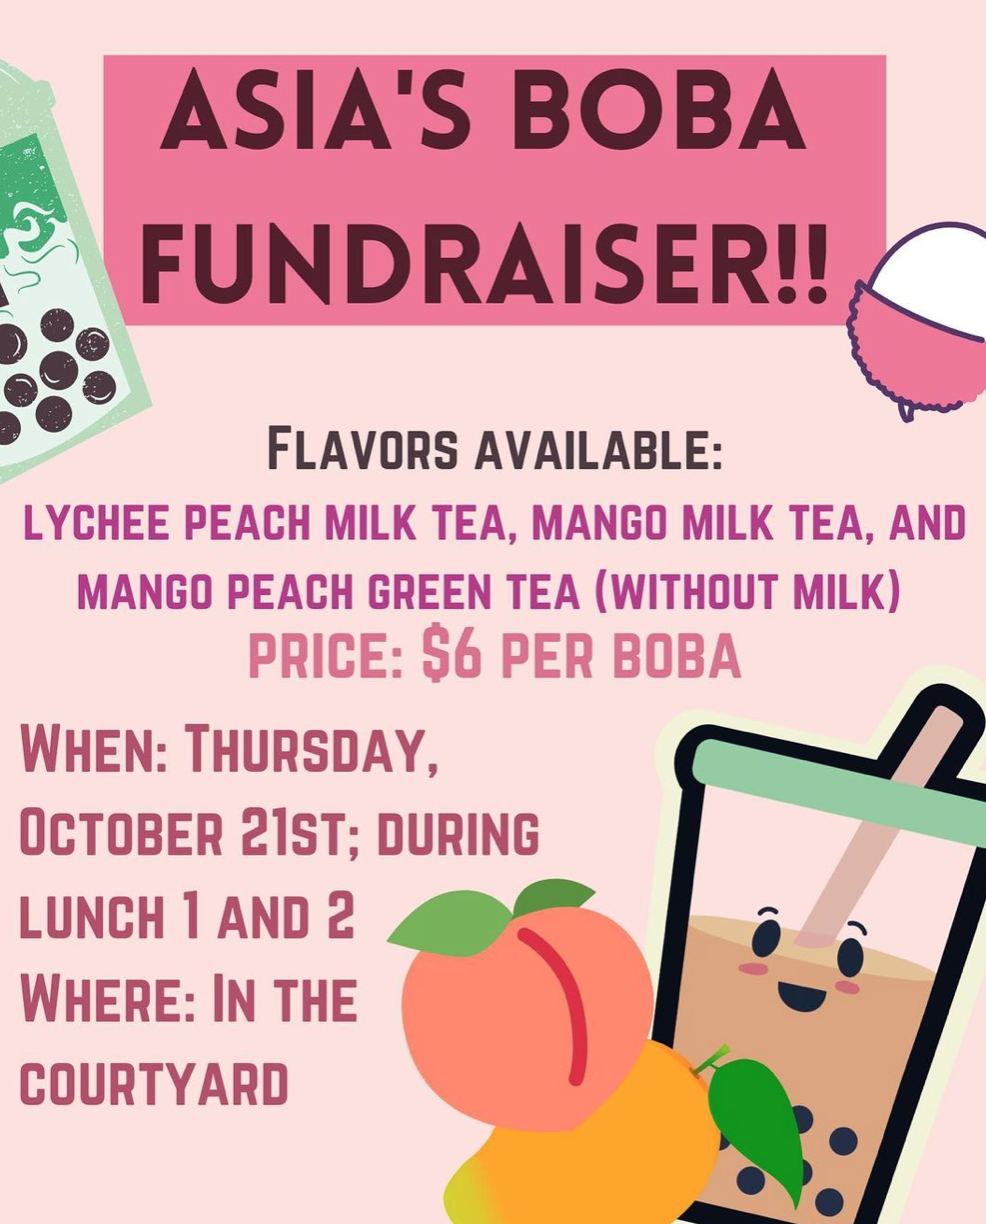 ASIA'S BOBA
FUNDRAISER!!
FLAVORS AVAILABLE:
LYCHEE PEACH MILK TEA, MANGO MILK TEA, AND
MANGO PEACH GREEN TEA (WITHOUT MILK)
PRICE: $6 PER BOBA
WHEN: THURSDAY,
OCTOBER 21ST; DURING
LUNCH 1 AND 2
WHERE: IN THE
COURTYARD